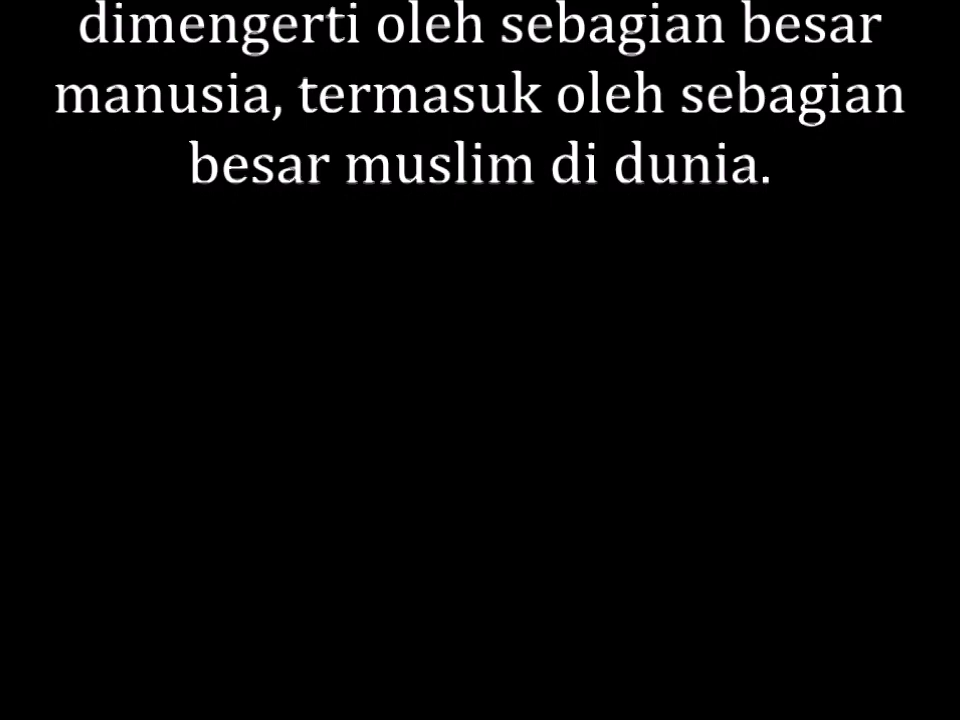 dimengerti oleh sebagian besar
manusia, termasuk oleh sebagian
besar muslim di dunia.